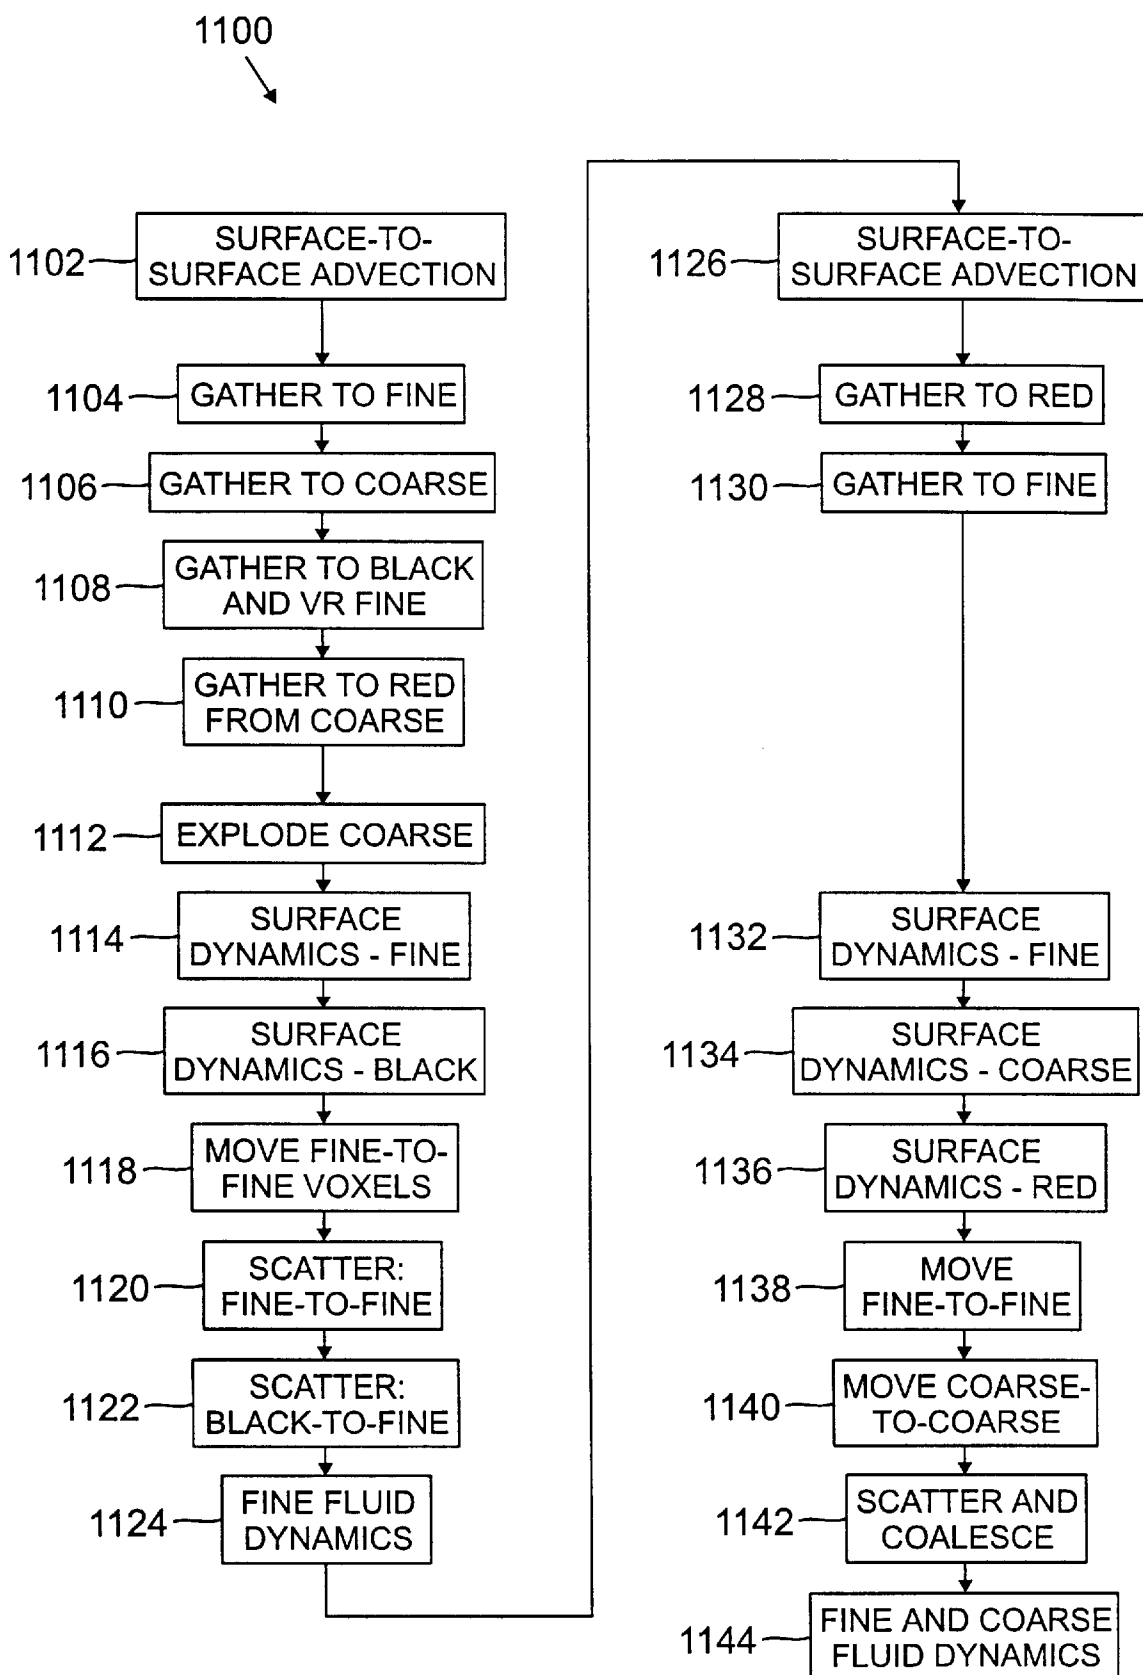 1100
1102
SURFACE-TO-
SURFACE ADVECTION
1104
GATHER TO FINE
1106
GATHER TO COARSE
1108
GATHER TO BLACK
AND VR FINE
1110
GATHER TO RED
FROM COARSE
1112
EXPLODE COARSE
1114
SURFACE
DYNAMICS - FINE
1116
SURFACE
DYNAMICS - BLACK
1118
MOVE FINE-TO-
FINE VOXELS
1120
SCATTER:
FINE-TO-FINE
1122
SCATTER:
BLACK-TO-FINE
1124
FINE FLUID
DYNAMICS
1126
SURFACE-TO-
SURFACE ADVECTION
1128
GATHER TO RED
1130
GATHER TO FINE
1132
SURFACE
DYNAMICS - FINE
1134
SURFACE
DYNAMICS - COARSE
1136
SURFACE
DYNAMICS - RED
1138
MOVE
FINE-TO-FINE
1140
MOVE COARSE-
TO-COARSE
1142
SCATTER AND
COALESCE
1144
FINE AND COARSE
FLUID DYNAMICS